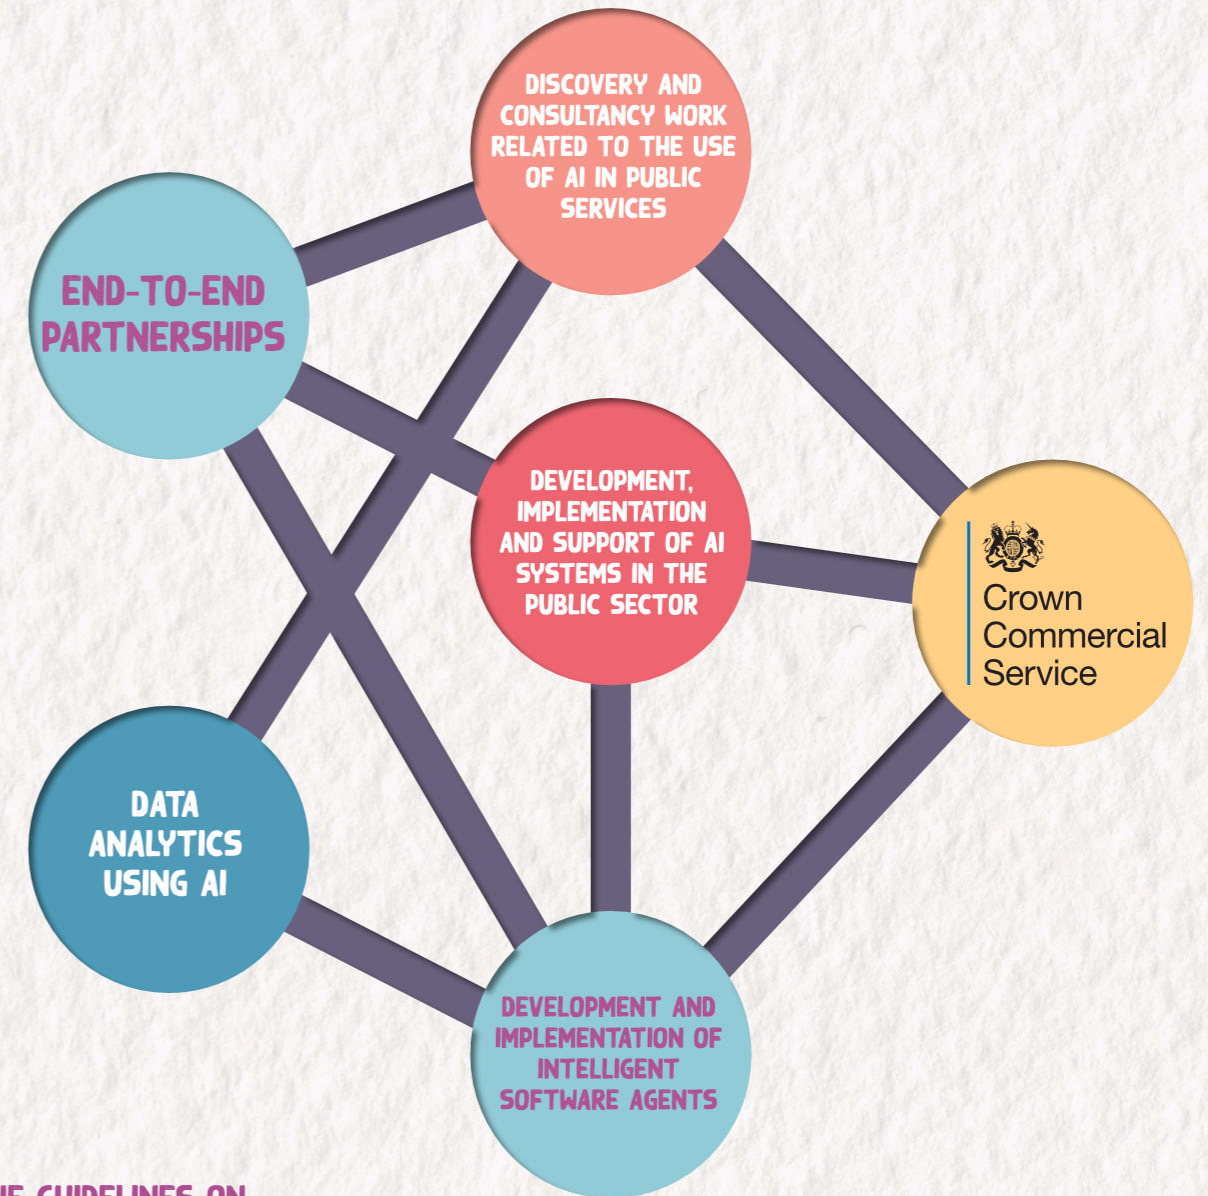 DISCOVERY AND
CONSULTANCY WORK
RELATED TO THE USE
OF AI IN PUBLIC
SERVICES
END-TO-END
PARTNERSHIPS
DEVELOPMENT,
IMPLEMENTATION
AND SUPPORT OF AI
SYSTEMS IN THE
PUBLIC SECTOR
Crown
Commercial
Service
DATA
ANALYTICS
USING AI
DEVELOPMENT AND
IMPLEMENTATION OF
INTELLIGENT
SOFTWARE AGENTS
GUIDELINES ON